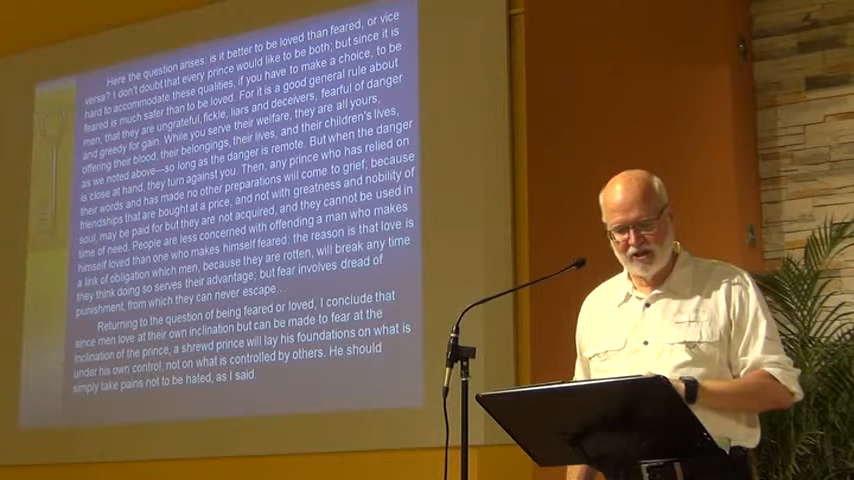 Here the question arises: is it better to be loved than feared, or vice
versa? I don't doubt that every prince would like to be both; but since it is
hard to accommodate these qualities, if you have to make a choice, to be
feared is much safer than to be loved. For it is a good general rule about
men, that they are ungrateful, fickle, liars and deceivers, fearful of danger
and greedy for gain. While you serve their welfare, they are all yours,
offering their blood, their belongings, their lives, and their children's lives,
as we noted above—so long as the danger is remote. But when the danger
is close at hand, they turn against you. Then, any prince who has relied on
their words and has made no other preparations will come to grief; because
friendships that are bought at a price, and not with greatness and nobility of
soul, may be paid for but they are not acquired, and they cannot be used in
time of need. People are less concerned with offending a man who makes
himself loved than one who makes himself feared: the reason is that love is
a link of obligation which men, because they are rotten, will break any time
they think doing so serves their advantage; but fear involves dread of
punishment, from which they can never escape...
Returning to the question of being feared or loved, I conclude that
since men love at their own inclination but can be made to fear at the
inclination of the prince, a shrewd prince will lay his foundations on what is
under his own control, not on what is controlled by others. He should
simply take pains not to be hated, as I said.